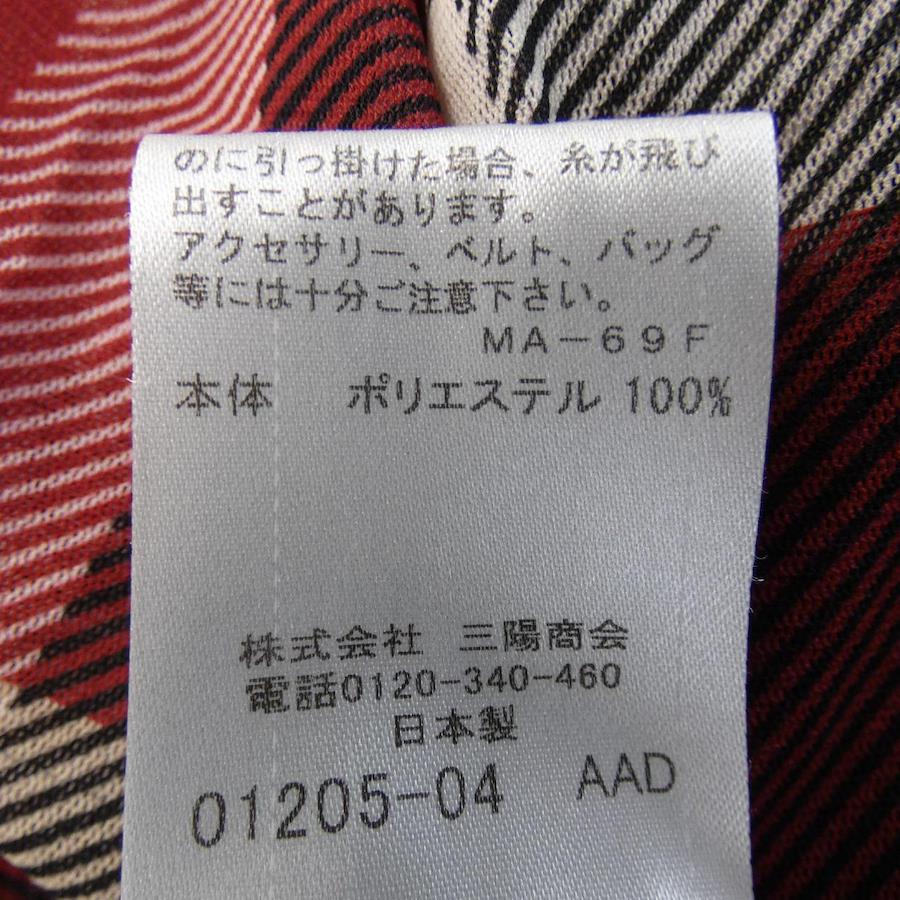 のに引っ掛けた場合、糸が飛び
出すことがあります。
アクセサリー、ベルト、バッグ
等には十分ご注意下さい。
MA－69F
本体　ポリエステル 100%
株式会社 三陽商会
電話0120-340-460
日本製
01205-04 AAD